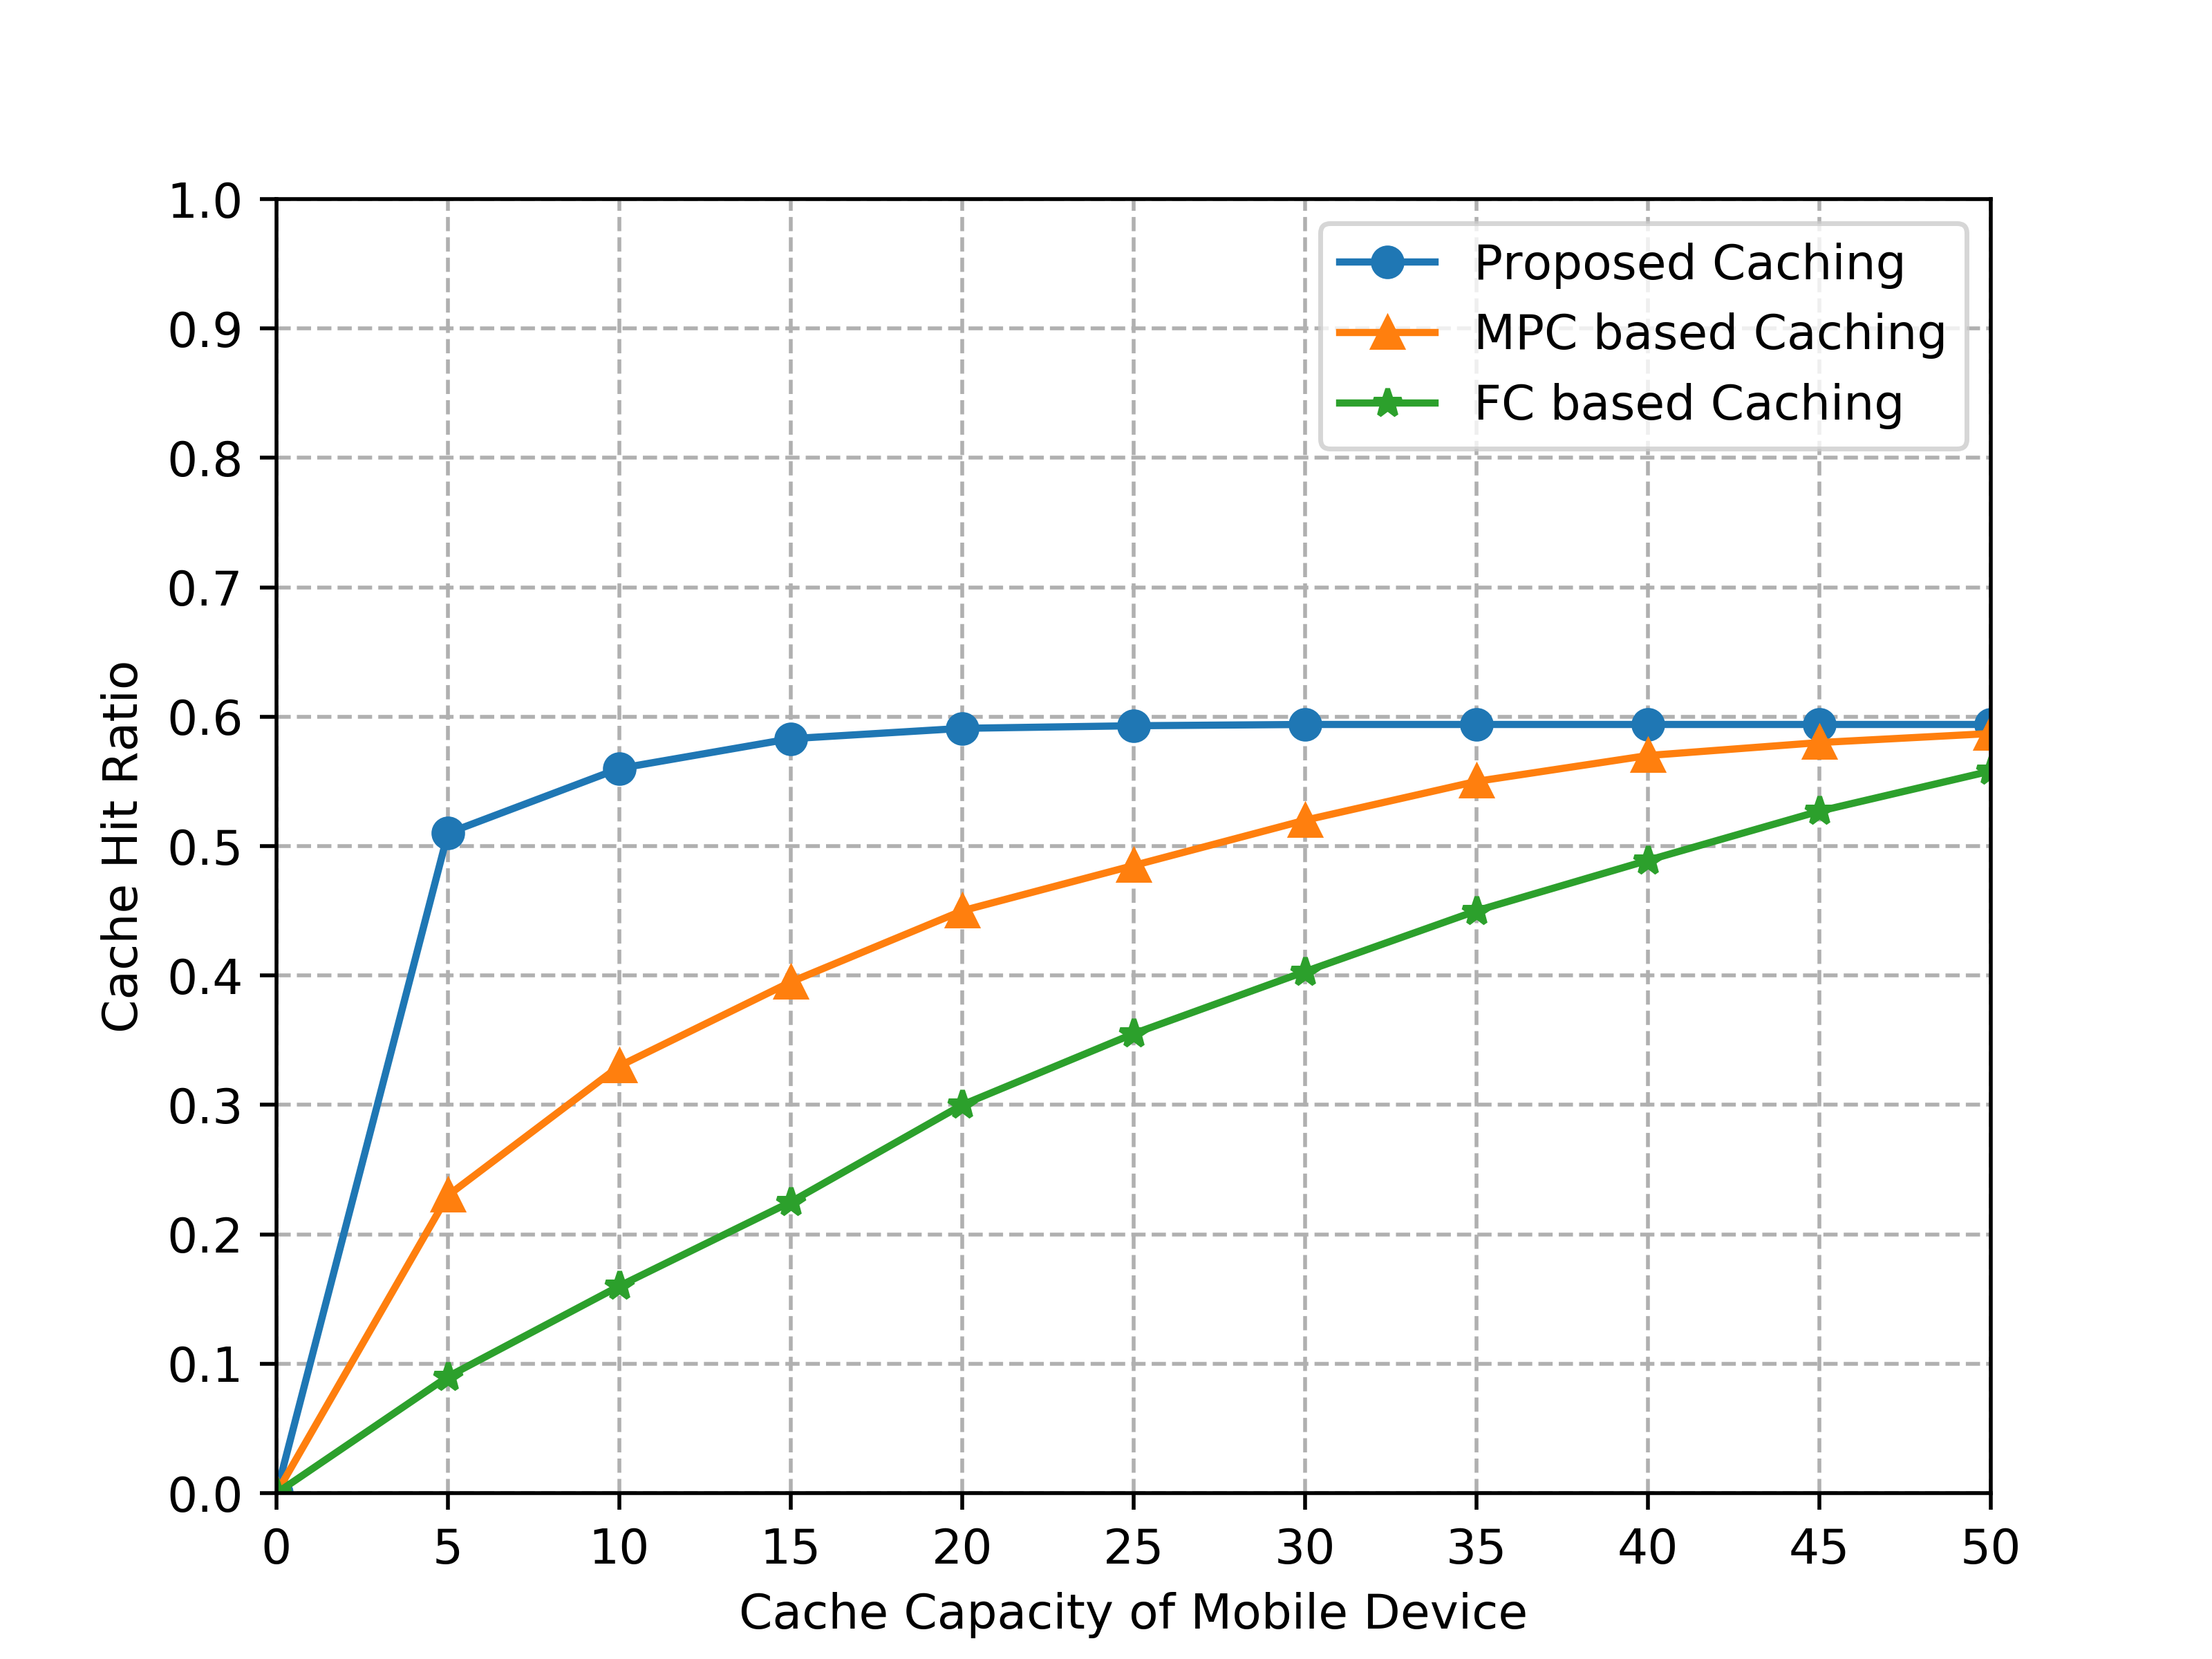 1.0
0.9
0.8
0.7
0.6
0.5
0.4
0.3
0.2
0.1
0.0
Cache Hit Ratio
Proposed Caching
MPC based Caching
FC based Caching
0 5 10 15 20 25 30 35 40 45 50
Cache Capacity of Mobile Device